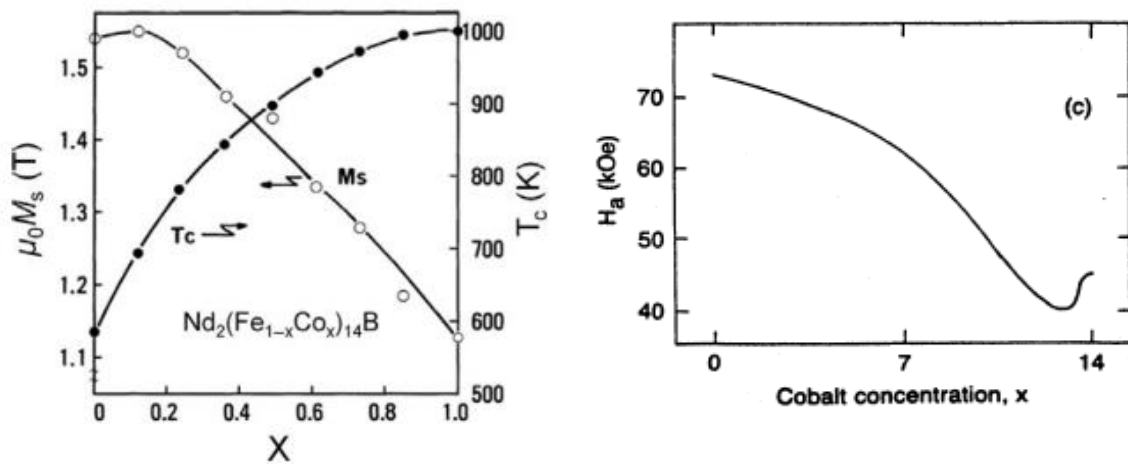 1.5
1.4
1.3
1.2
1.1
μ₀Mₛ (T)
0
0.2
0.4
0.6
0.8
1.0
X
1000
900
800
700
600
500
T_c (K)
Ms
Tc
Nd₂(Fe₁₋ₓCoₓ)₁₄B
70
60
50
40
Hₐ (kOe)
(c)
0
7
14
Cobalt concentration, x